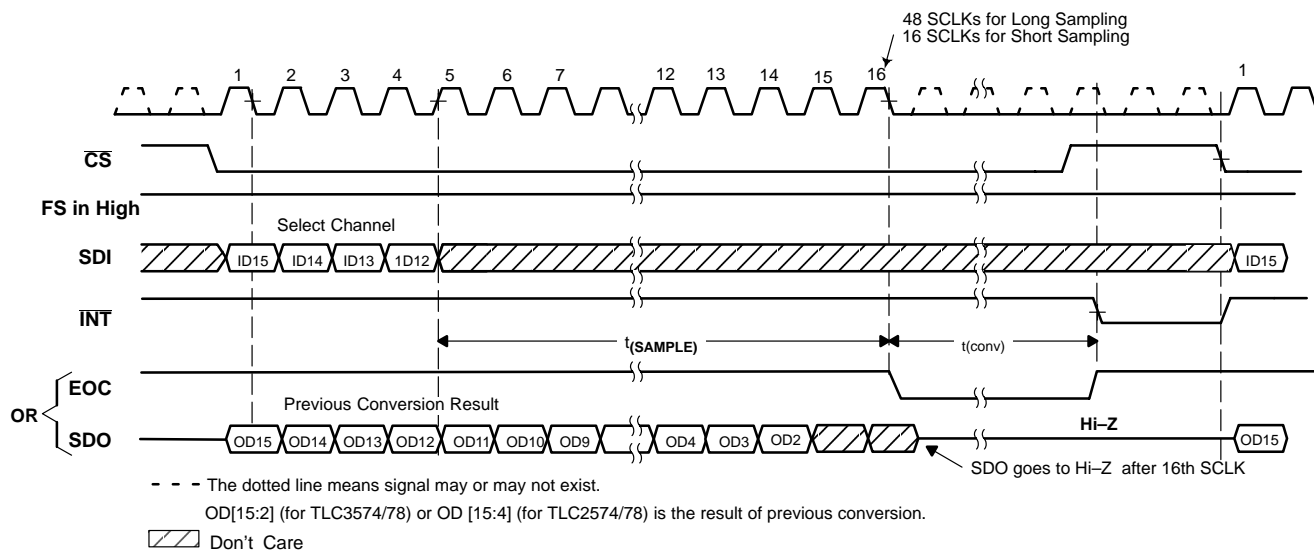 48 SCLKs for Long Sampling
16 SCLKs for Short Sampling
1 2 3 4 5 6 7 12 13 14 15 16 1
CS
FS in High
Select Channel
SDI ID15 ID14 ID13 1D12 ID15
INT
t(SAMPLE) t(conv)
EOC
OR
Previous Conversion Result
SDO OD15 OD14 OD13 OD12 OD11 OD10 OD9 OD4 OD3 OD2 Hi–Z OD15
SDO goes to Hi–Z after 16th SCLK
The dotted line means signal may or may not exist.
OD[15:2] (for TLC3574/78) or OD [15:4] (for TLC2574/78) is the result of previous conversion.
Don't Care